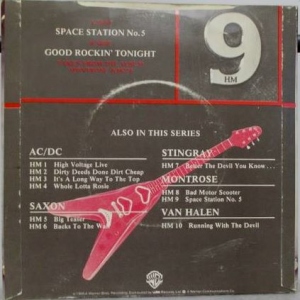 SPACE STATION No.5
GOOD ROCKIN' TONIGHT
9
HM
ALSO IN THIS SERIES
AC/DC
HM 1 High Voltage Live
HM 2 Dirty Deeds Done Dirt Cheap
HM 3 It's A Long Way To The Top
HM 4 Whole Lotta Rosie
SAXON
HM 5 Big Teaser
HM 6 Backs To The Wall
STINGRAY
HM 7 Better The Devil You Know
MONTROSE
HM 8 Bad Motor Scooter
HM 9 Space Station No. 5
VAN HALEN
HM 10 Running With The Devil